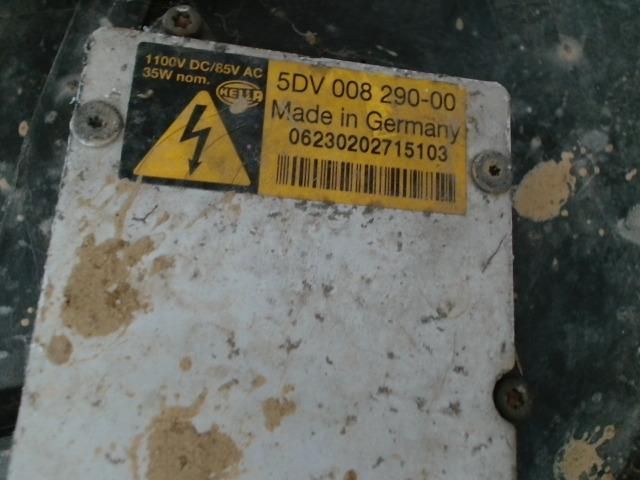 1100V DC/85V AC
35W nom.
HELLA
5DV 008 290-00
Made in Germany
06230202715103